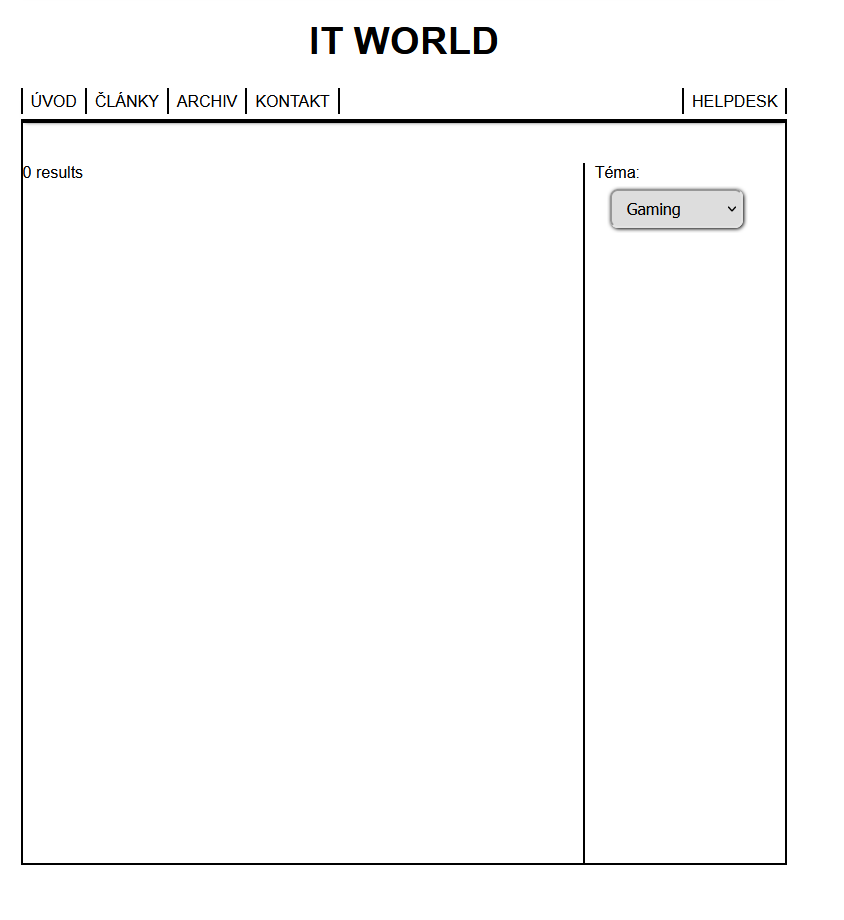 IT WORLD
ÚVOD ČLÁNKY ARCHIV KONTAKT HELPDESK
0 results
Téma:
Gaming